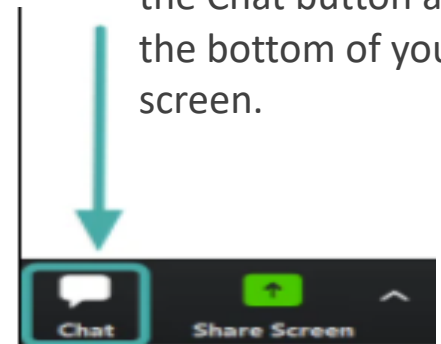 the Chat button a
the bottom of you
screen.
Chat
Share Screen